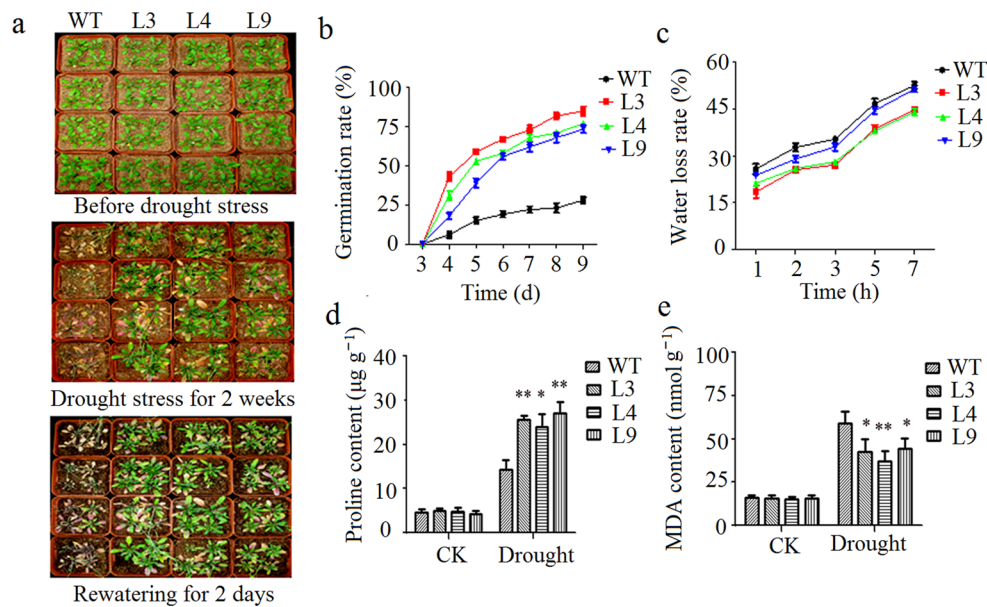 a
WT L3 L4 L9
Before drought stress
Drought stress for 2 weeks
Rewatering for 2 days
b
Germination rate (%)
100
75
50
25
0
3 4 5 6 7 8 9
Time (d)
WT
L3
L4
L9
c
Water loss rate (%)
60
45
30
15
0
1 2 3 5 7
Time (h)
WT
L3
L4
L9
d
Proline content (µg g⁻¹)
40
30
20
10
0
** * **
CK Drought
WT
L3
L4
L9
e
MDA content (nmol g⁻¹)
100
75
50
25
0
* ** *
CK Drought
WT
L3
L4
L9